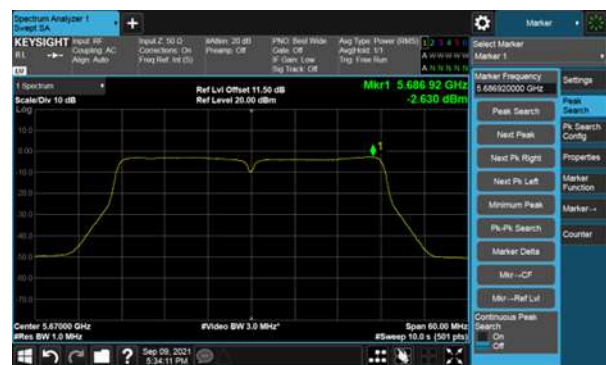 Spectrum Analyzer 1
Swept SA
KEYSIGHT
Input: RF
Coupling: AC
Align: Auto
Input Z: 50 Ω
Corrections: On
Freq Ref: Int (S)
#Atten: 20 dB
Preamp: Off
PNO: Best Wide
Gate: Off
IF Gain: Low
Sig Track: Off
Avg Type: Power (RMS)
Avg|Hold: 1/1
Trig: Free Run
1 2 3 4 5 6
A W W W W W
A N N N N N
RL
LW
1 Spectrum
Scale/Div 10 dB
Log
Ref Lvl Offset 11.50 dB
Ref Level 20.00 dBm
Mkr1 5.686 92 GHz
-2.630 dBm
10.0
0.00
-10.0
-20.0
-30.0
-40.0
-50.0
-60.0
-70.0
1
Center 5.67000 GHz
#Res BW 1.0 MHz
#Video BW 3.0 MHz*
Span 60.00 MHz
#Sweep 10.0 s (501 pts)
?
Sep 09, 2021
5:34:11 PM
Marker
Select Marker
Marker 1
Marker Frequency
5.686920000 GHz
Peak Search
Next Peak
Next Pk Right
Next Pk Left
Minimum Peak
Pk-Pk Search
Marker Delta
Mkr→CF
Mkr→Ref Lvl
Continuous Peak
Search
On
Off
Settings
Peak
Search
Pk Search
Config
Properties
Marker
Function
Marker→
Counter